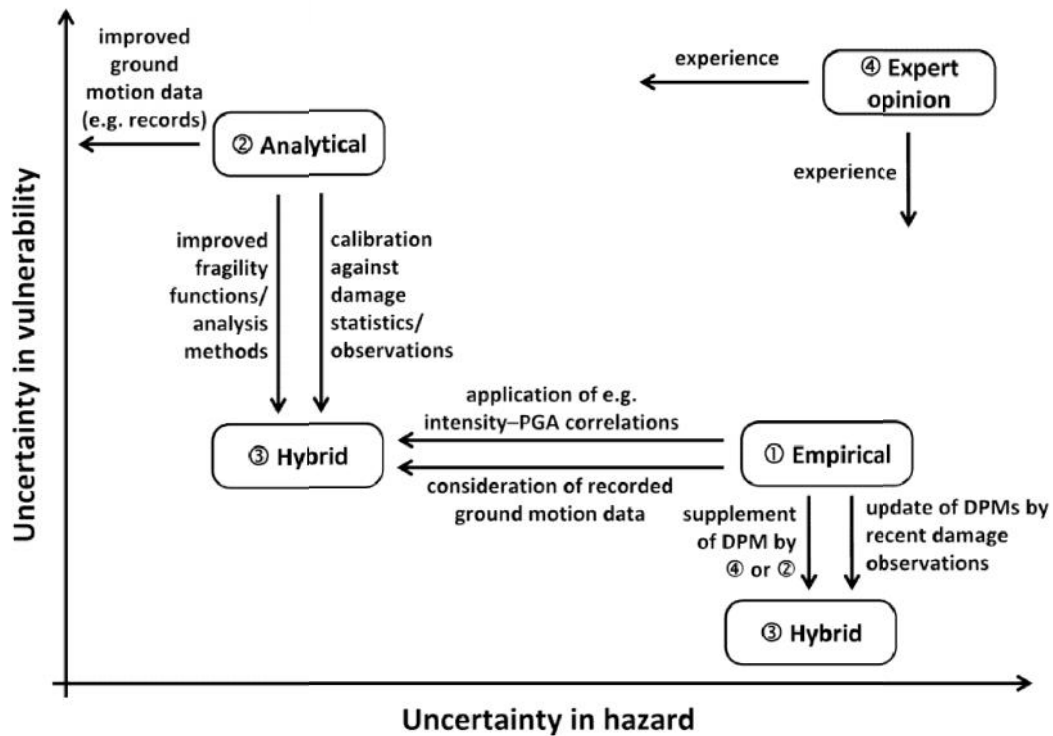 improved
ground
motion data
(e.g. records)
② Analytical
experience
④ Expert
opinion
experience
improved
fragility
functions/
analysis
methods
calibration
against
damage
statistics/
observations
③ Hybrid
application of e.g.
intensity–PGA correlations
consideration of recorded
ground motion data
① Empirical
supplement
of DPM by
④ or ②
update of DPMs by
recent damage
observations
③ Hybrid
Uncertainty in vulnerability
Uncertainty in hazard